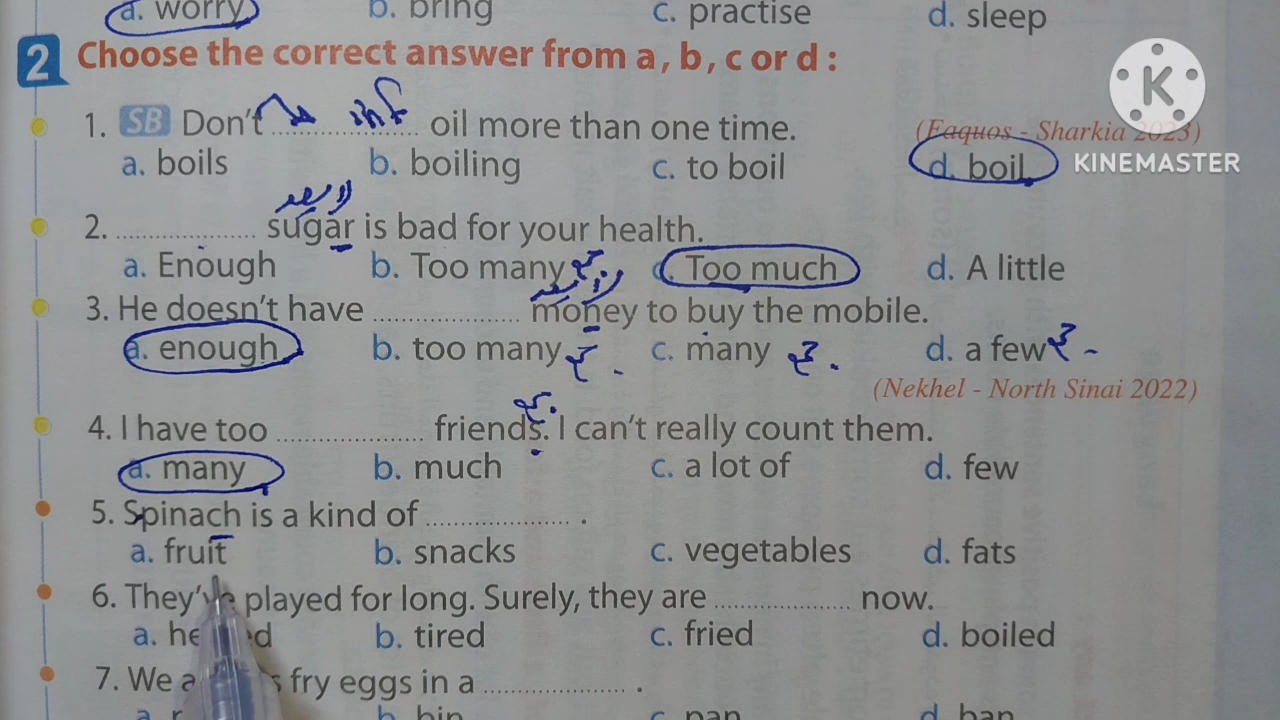 a. worry b. bring c. practise d. sleep
2 Choose the correct answer from a, b, c or d :
1. SB Don't .................... oil more than one time. (Faquos - Sharkia 2023)
inf
a. boils b. boiling c. to boil d. boil
2. .................... sugar is bad for your health.
a. Enough b. Too many c. Too much d. A little
3. He doesn't have .................... money to buy the mobile.
a. enough b. too many c. many d. a few
(Nekhel - North Sinai 2022)
4. I have too .................... friends. I can't really count them.
a. many b. much c. a lot of d. few
5. Spinach is a kind of .................... .
a. fruit b. snacks c. vegetables d. fats
6. played for long. Surely, they are .................... now.
a. b. tired c. fried d. boiled
7. We fry eggs in a .................... .
b. bin c. pan d. ban
K
KINEMASTER